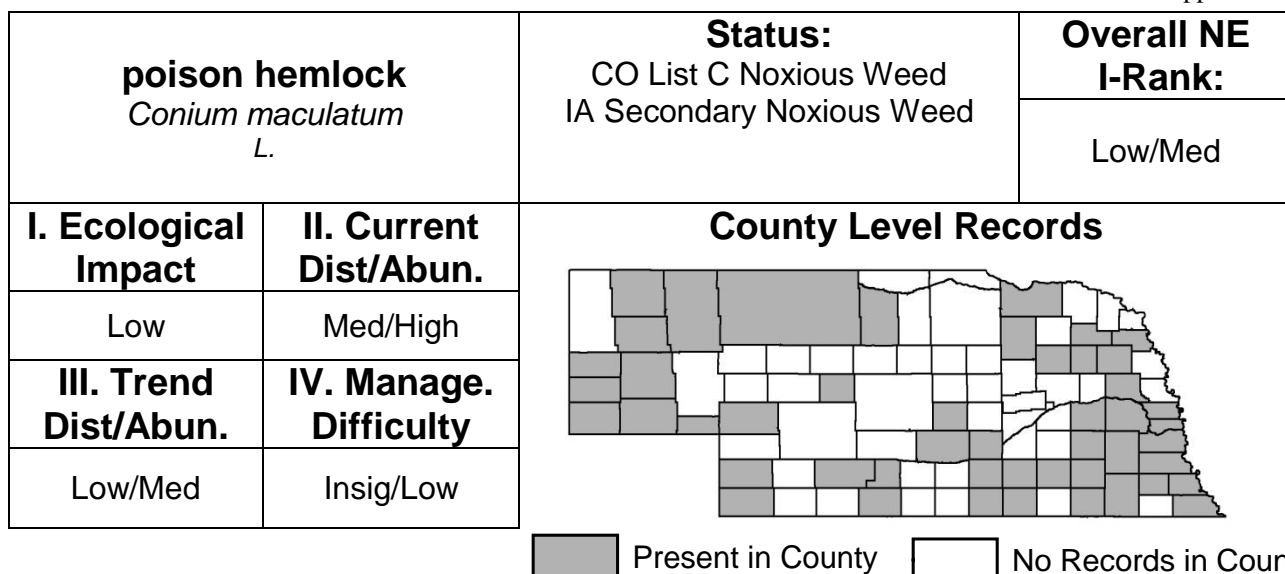 poison hemlock
Conium maculatum
L.
Status:
CO List C Noxious Weed
IA Secondary Noxious Weed
Overall NE
I-Rank:
Low/Med
I. Ecological
Impact
II. Current
Dist/Abun.
Low
Med/High
III. Trend
Dist/Abun.
IV. Manage.
Difficulty
Low/Med
Insig/Low
County Level Records
Present in County
No Records in Coun